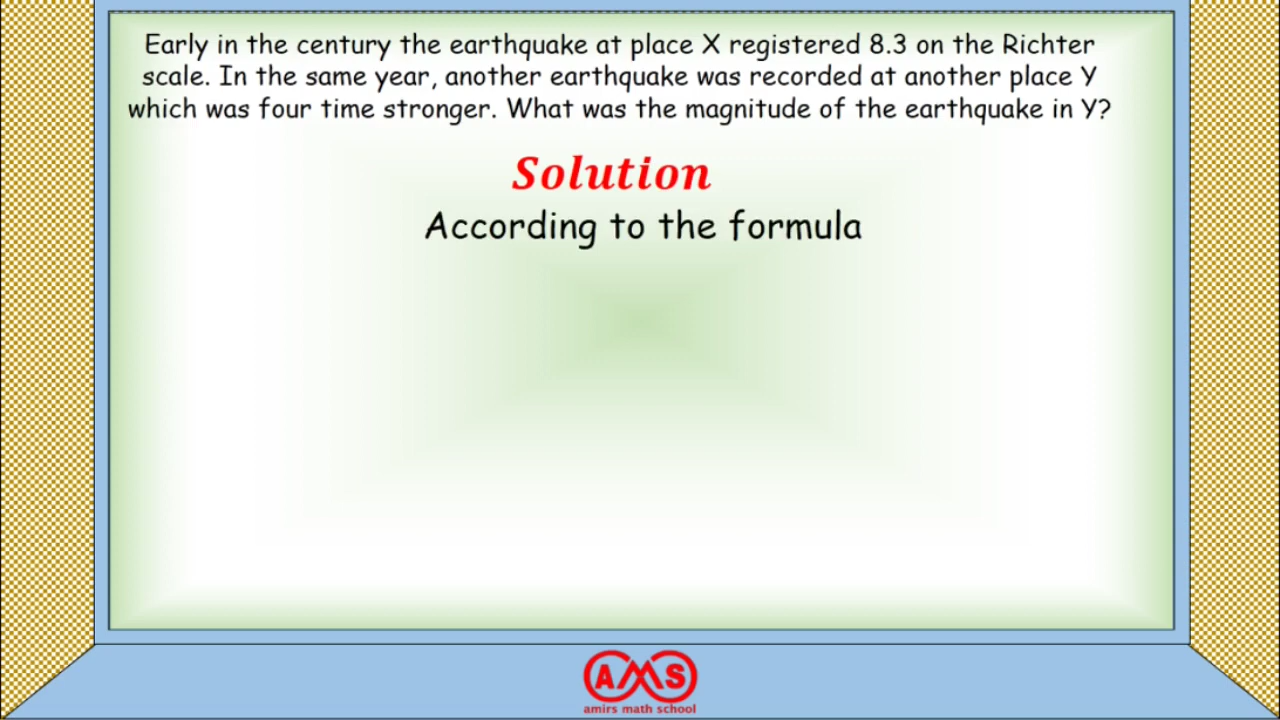 Early in the century the earthquake at place X registered 8.3 on the Richter
scale. In the same year, another earthquake was recorded at another place Y
which was four time stronger. What was the magnitude of the earthquake in Y?
Solution
According to the formula
AMS
amirs math school